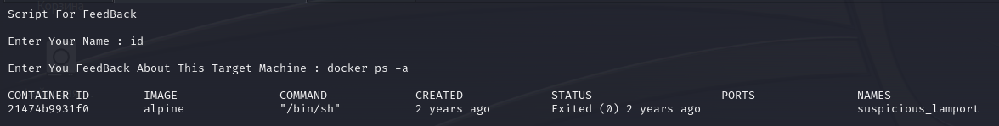 Script For FeedBack
Enter Your Name : id
Enter You FeedBack About This Target Machine : docker ps -a
CONTAINER ID IMAGE COMMAND CREATED STATUS PORTS NAMES
21474b9931f0 alpine "/bin/sh" 2 years ago Exited (0) 2 years ago suspicious_lamport